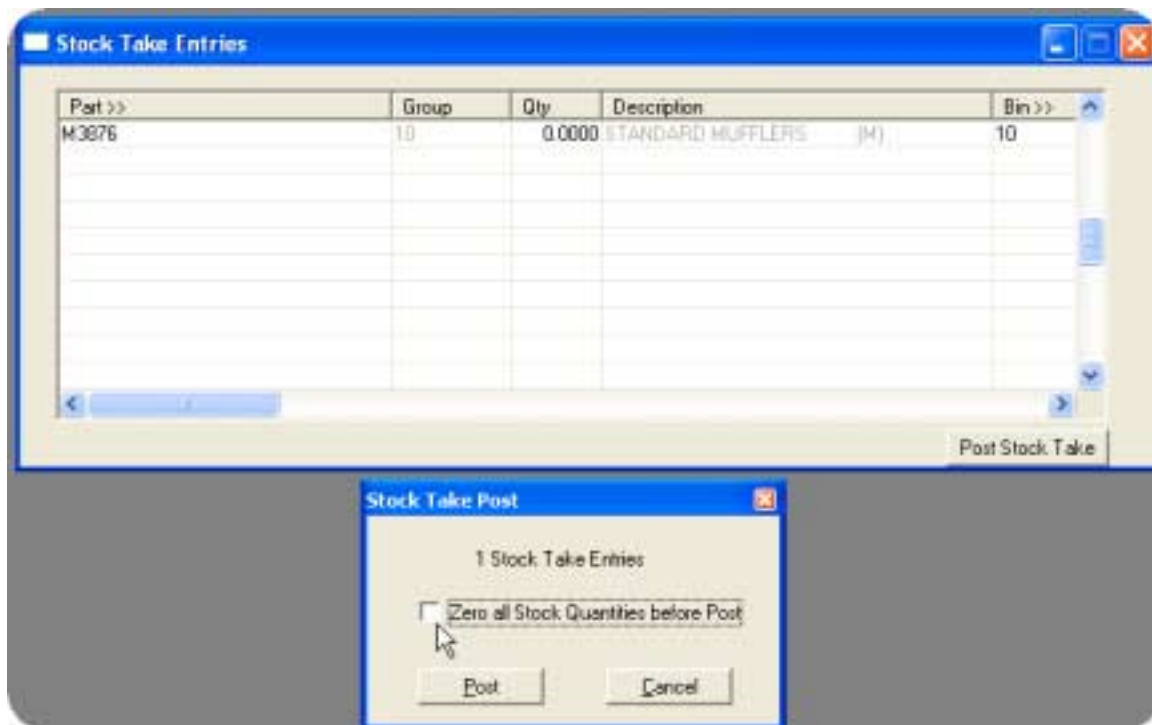 Stock Take Entries
Part >> Group Qty Description Bin >>
M3876 10 0.0000 STANDARD MUFFLERS (M) 10
Post Stock Take
Stock Take Post
1 Stock Take Entries
Zero all Stock Quantities before Post
Post Cancel